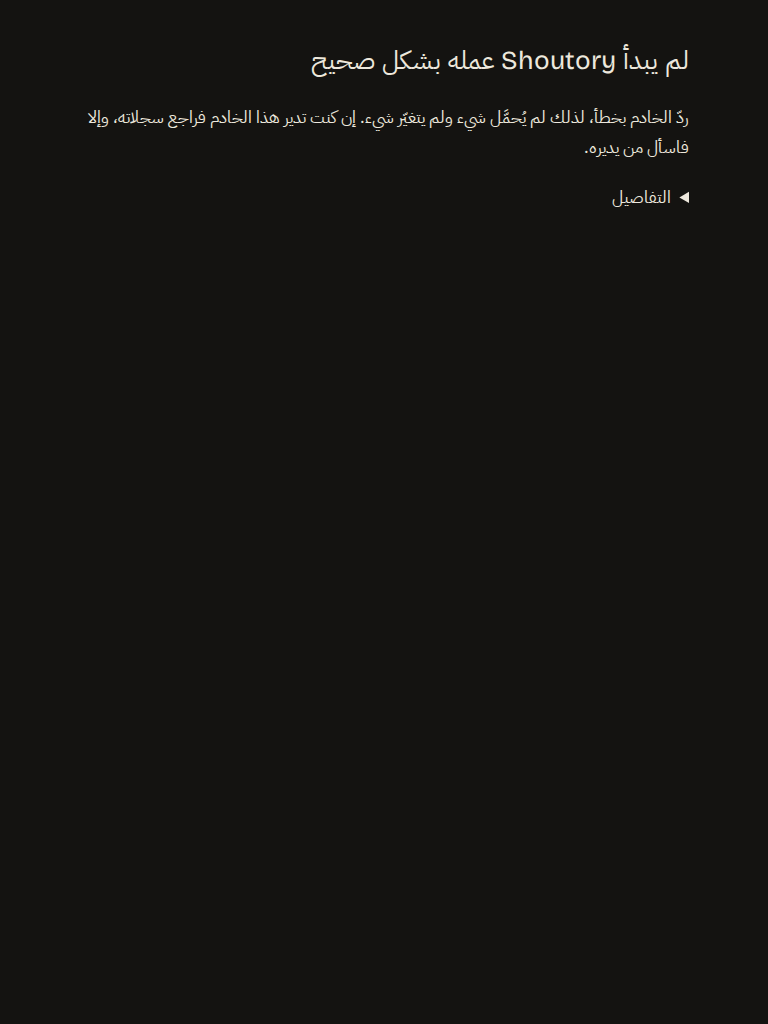 لم يبدأ Shoutory عمله بشكل صحيح
ردّ الخادم بخطأ، لذلك لم يُحمَّل شيء ولم يتغيّر شيء. إن كنت تدير هذا الخادم فراجع سجلاته، وإلا
فاسأل من يديره.
التفاصيل